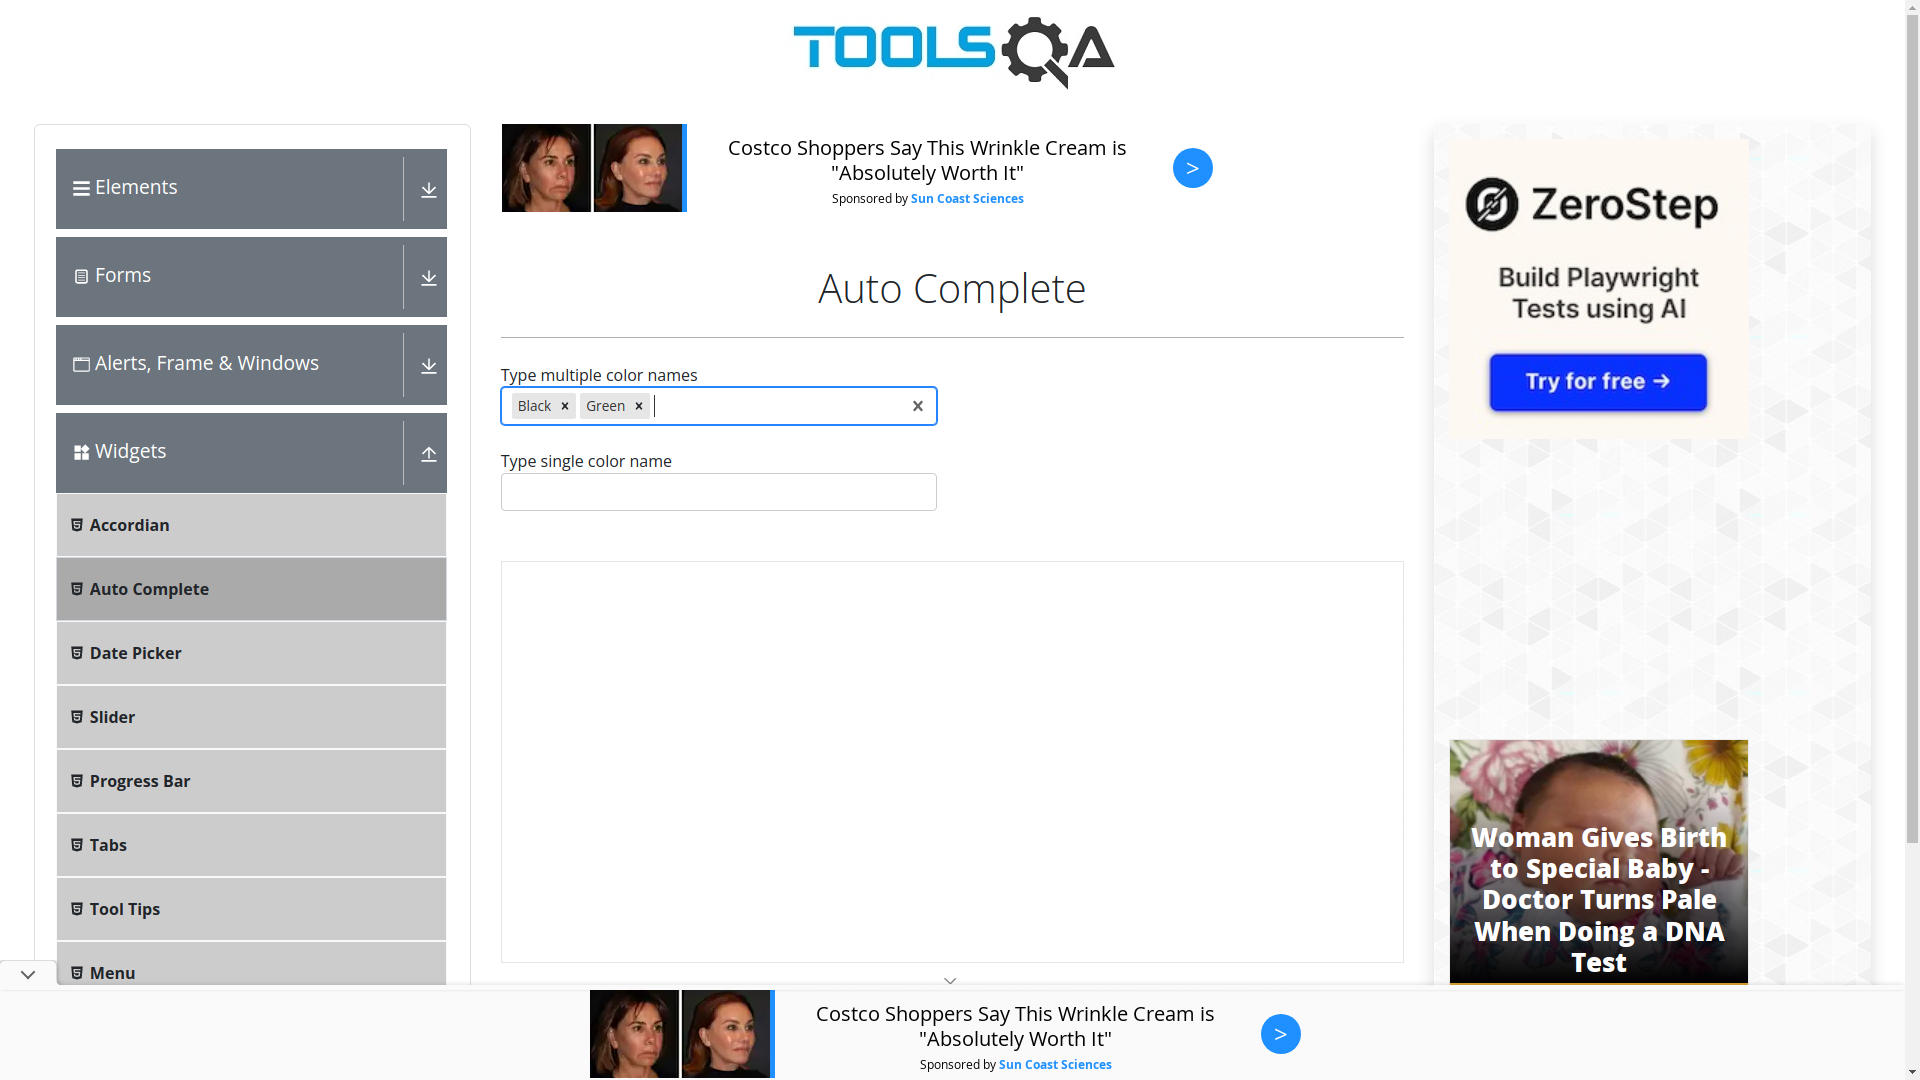 TOOLSQA
Elements
Forms
Alerts, Frame & Windows
Widgets
Accordian
Auto Complete
Date Picker
Slider
Progress Bar
Tabs
Tool Tips
Menu
Costco Shoppers Say This Wrinkle Cream is
"Absolutely Worth It"
Sponsored by Sun Coast Sciences
>
Auto Complete
Type multiple color names
Black
Green
Type single color name
ZeroStep
Build Playwright
Tests using AI
Try for free →
Woman Gives Birth
to Special Baby -
Doctor Turns Pale
When Doing a DNA
Test
Costco Shoppers Say This Wrinkle Cream is
"Absolutely Worth It"
Sponsored by Sun Coast Sciences
>